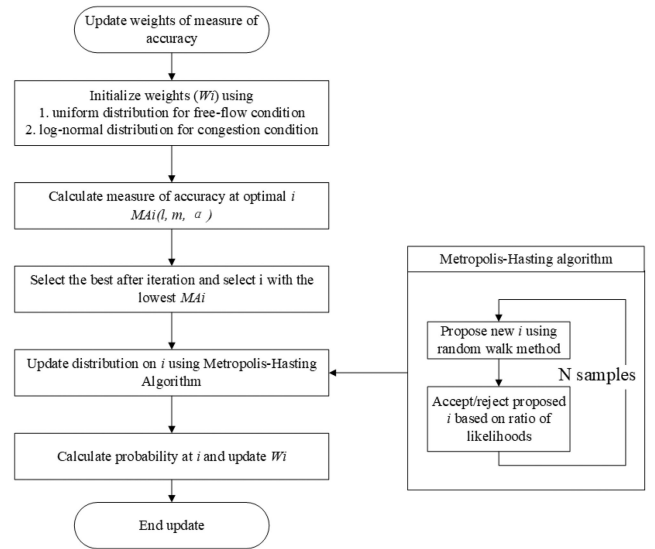 Update weights of measure of
accuracy
Initialize weights (Wi) using
1. uniform distribution for free-flow condition
2. log-normal distribution for congestion condition
Calculate measure of accuracy at optimal i
MAi(l, m, α )
Select the best after iteration and select i with the
lowest MAi
Update distribution on i using Metropolis-Hasting
Algorithm
Calculate probability at i and update Wi
End update
Metropolis-Hasting algorithm
Propose new i using
random walk method
N samples
Accept/reject proposed
i based on ratio of
likelihoods